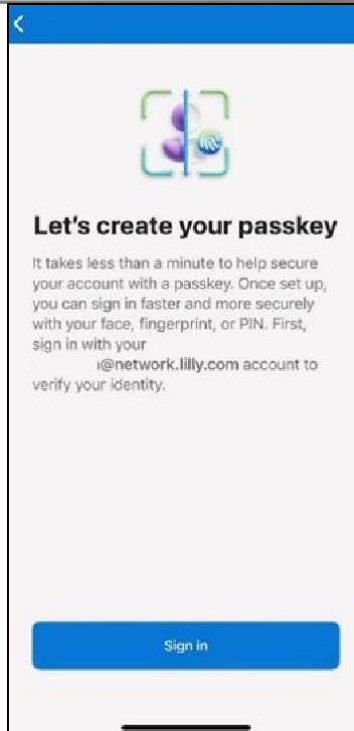 Let's create your passkey
It takes less than a minute to help secure
your account with a passkey. Once set up,
you can sign in faster and more securely
with your face, fingerprint, or PIN. First,
sign in with your
@network.lilly.com account to
verify your identity.
Sign in